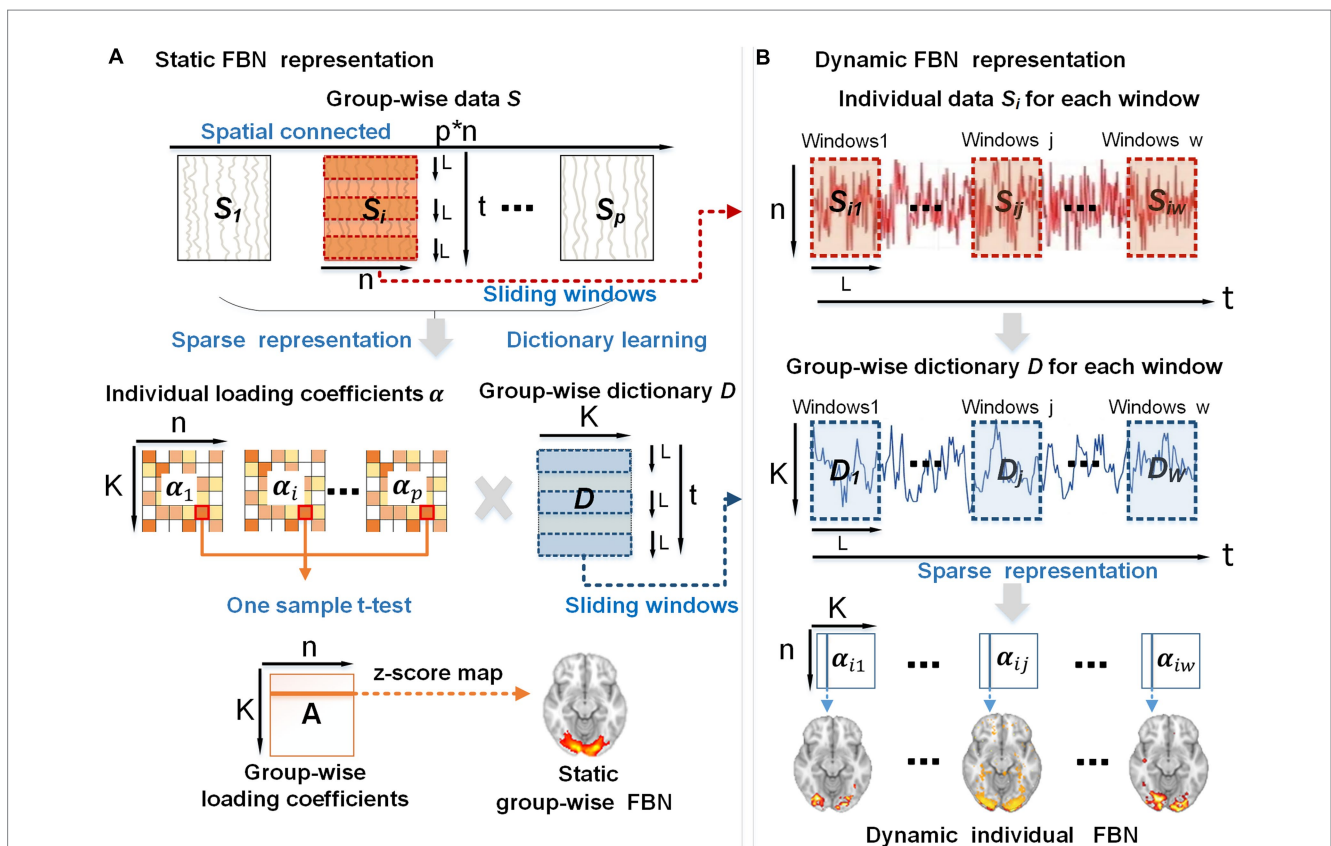 A Static FBN representation
Group-wise data S
Spatial connected p*n
S1 Si Sp
L
L
L
t
n
Sliding windows
Sparse representation Dictionary learning
Individual loading coefficients α
n
K
α1 αi αp
Group-wise dictionary D
K
D
L
L
L
t
One sample t-test
Sliding windows
n
K
A
z-score map
Group-wise
loading coefficients
Static
group-wise FBN
B Dynamic FBN representation
Individual data Si for each window
Windows1 Windows j Windows w
n
Si1 Sij Siw
L
t
Group-wise dictionary D for each window
Windows1 Windows j Windows w
K
D1 Dj Dw
L
t
Sparse representation
K
n
αi1 αij αiw
Dynamic individual FBN